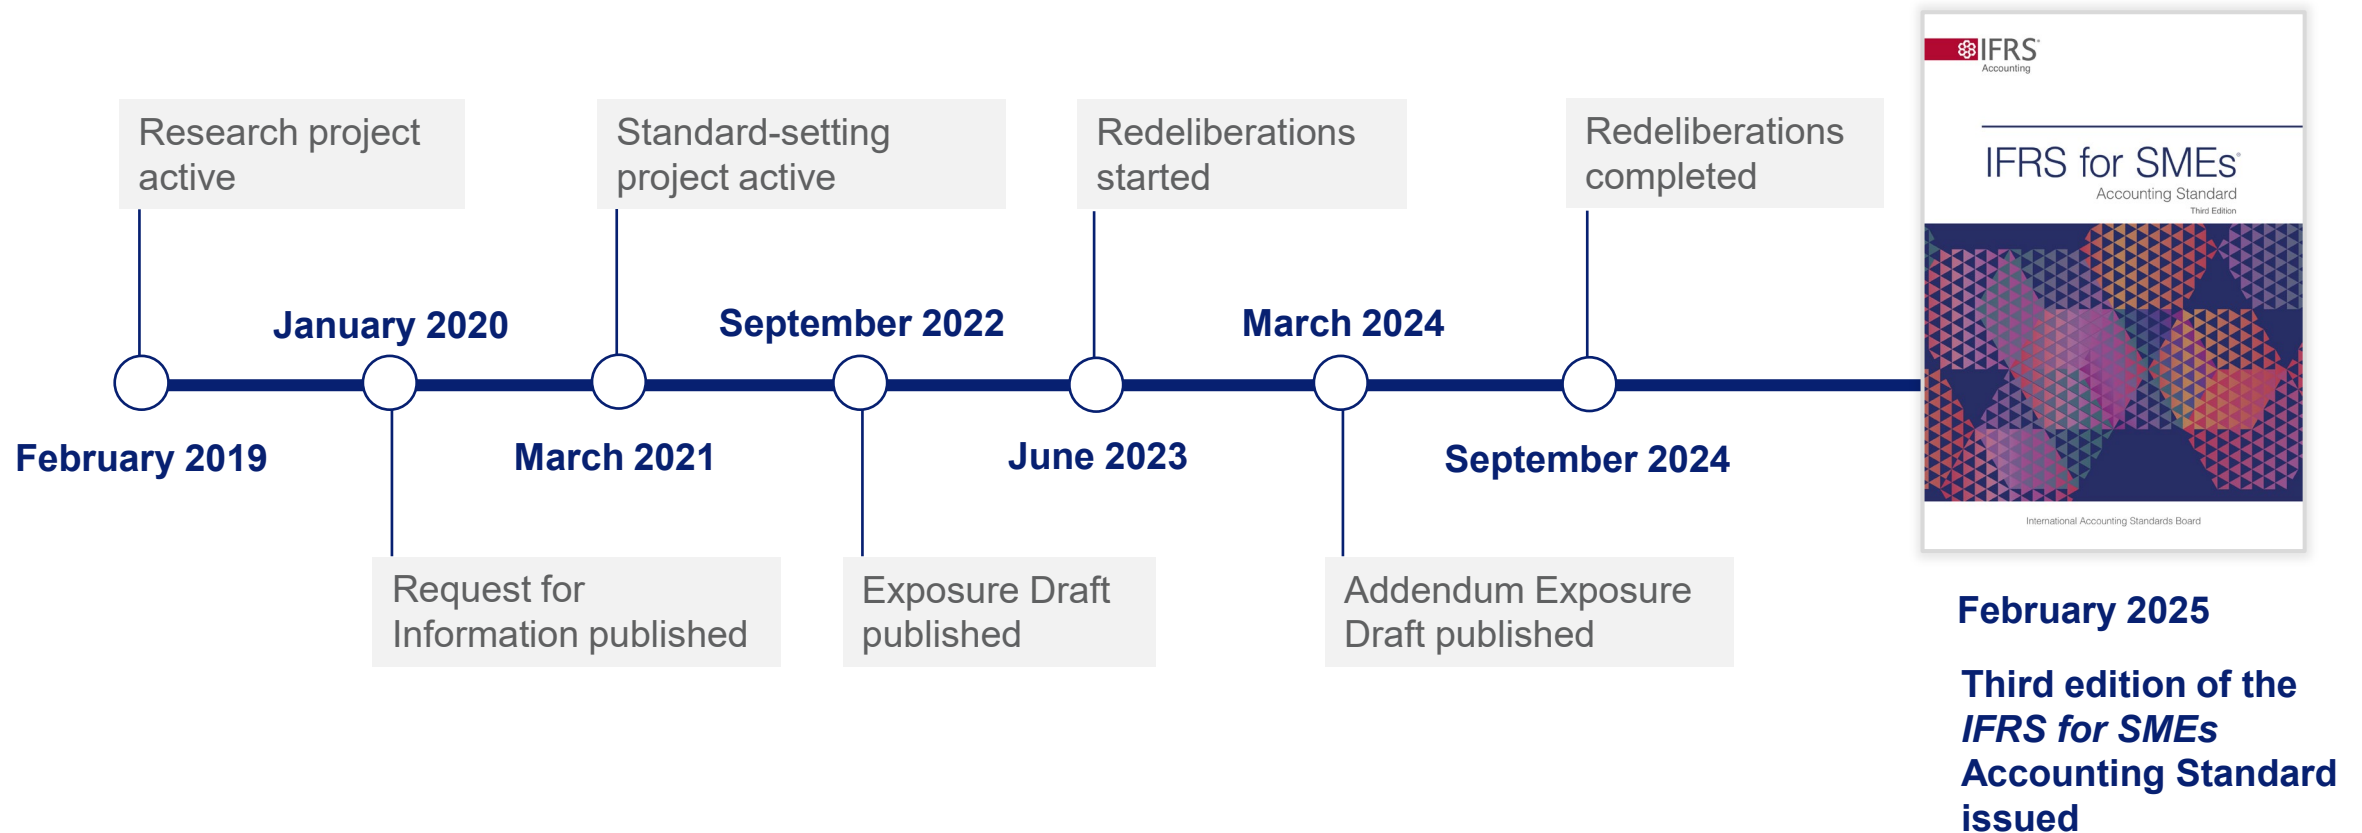 Research project
active
February 2019
January 2020
Request for
Information published
Standard-setting
project active
March 2021
September 2022
Exposure Draft
published
Redeliberations
started
June 2023
March 2024
Addendum Exposure
Draft published
Redeliberations
completed
September 2024
IFRS®
Accounting
IFRS for SMEs®
Accounting Standard
Third Edition
International Accounting Standards Board
February 2025
Third edition of the
IFRS for SMEs
Accounting Standard
issued